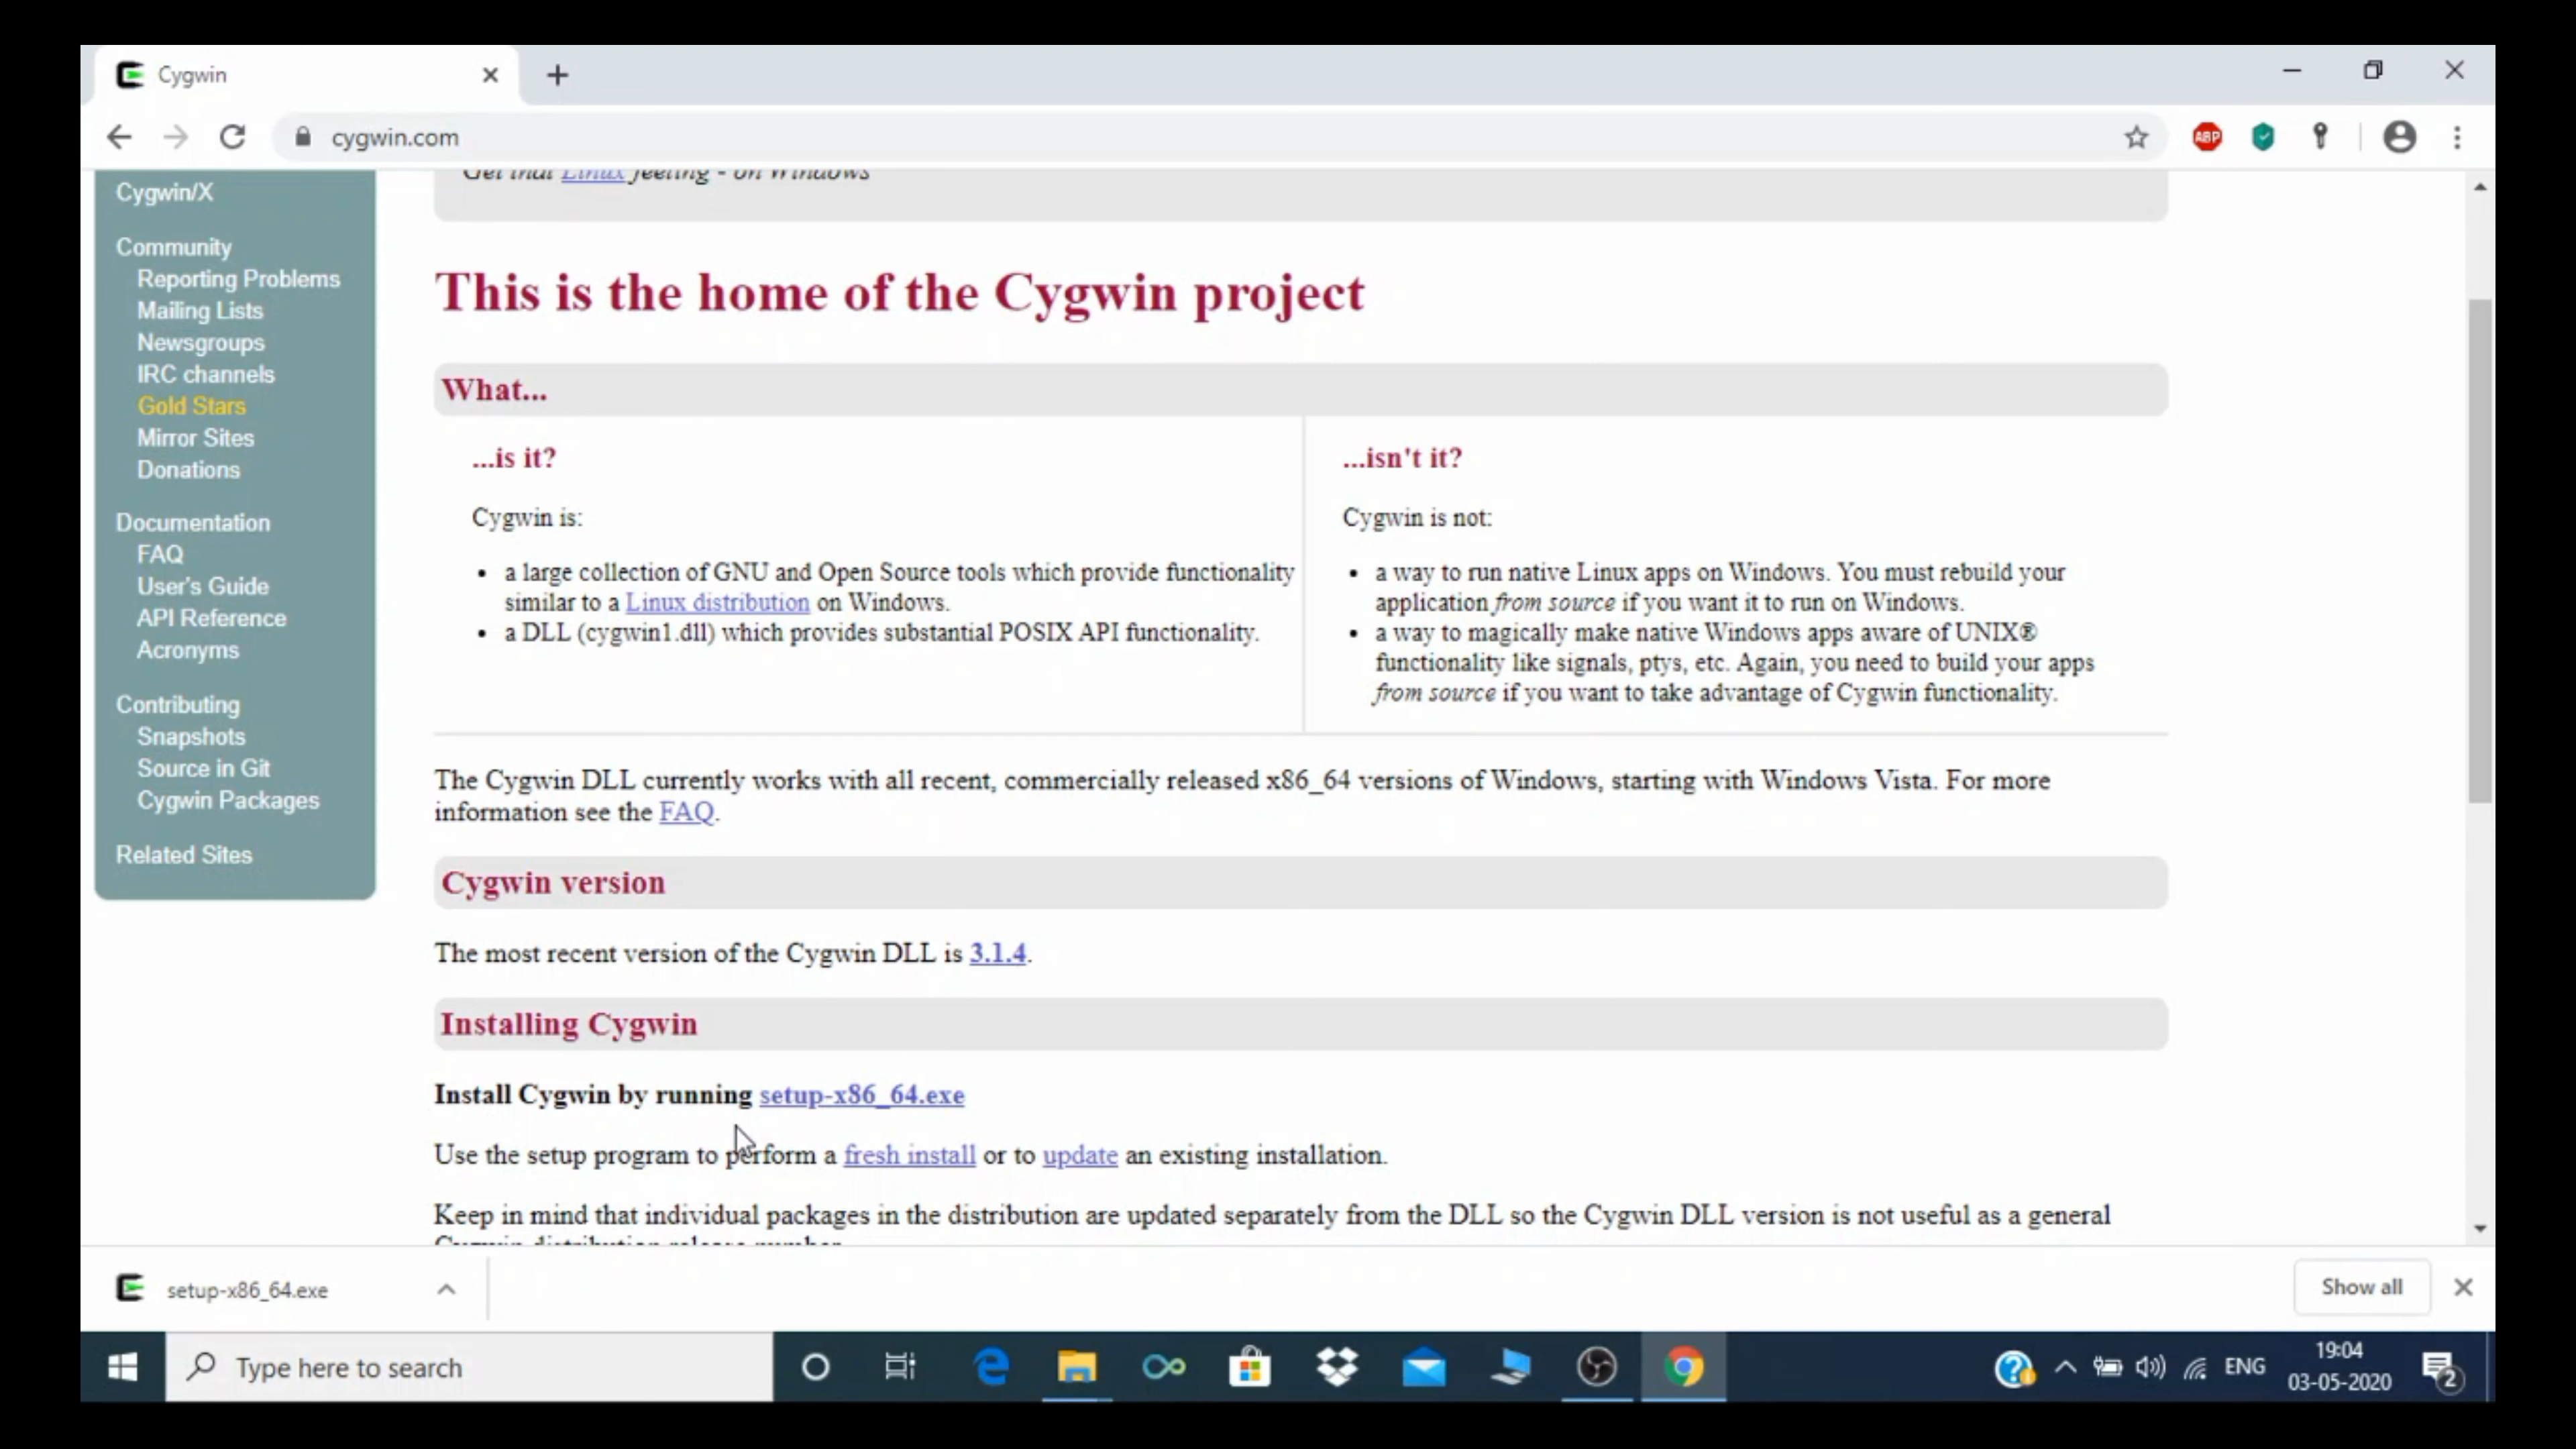 Cygwin
cygwin.com
Cygwin/X
Community
Reporting Problems
Mailing Lists
Newsgroups
IRC channels
Gold Stars
Mirror Sites
Donations
Documentation
FAQ
User's Guide
API Reference
Acronyms
Contributing
Snapshots
Source in Git
Cygwin Packages
Related Sites
Get that Linux feeling - on Windows
This is the home of the Cygwin project
What...
...is it?
Cygwin is:
• a large collection of GNU and Open Source tools which provide functionality
similar to a Linux distribution on Windows.
• a DLL (cygwin1.dll) which provides substantial POSIX API functionality.
...isn't it?
Cygwin is not:
• a way to run native Linux apps on Windows. You must rebuild your
application from source if you want it to run on Windows.
• a way to magically make native Windows apps aware of UNIX®
functionality like signals, ptys, etc. Again, you need to build your apps
from source if you want to take advantage of Cygwin functionality.
The Cygwin DLL currently works with all recent, commercially released x86_64 versions of Windows, starting with Windows Vista. For more
information see the FAQ.
Cygwin version
The most recent version of the Cygwin DLL is 3.1.4.
Installing Cygwin
Install Cygwin by running setup-x86_64.exe
Use the setup program to perform a fresh install or to update an existing installation.
Keep in mind that individual packages in the distribution are updated separately from the DLL so the Cygwin DLL version is not useful as a general
Cygwin distribution release number.
setup-x86_64.exe
Show all
Type here to search
ENG
19:04
03-05-2020
2
ABP